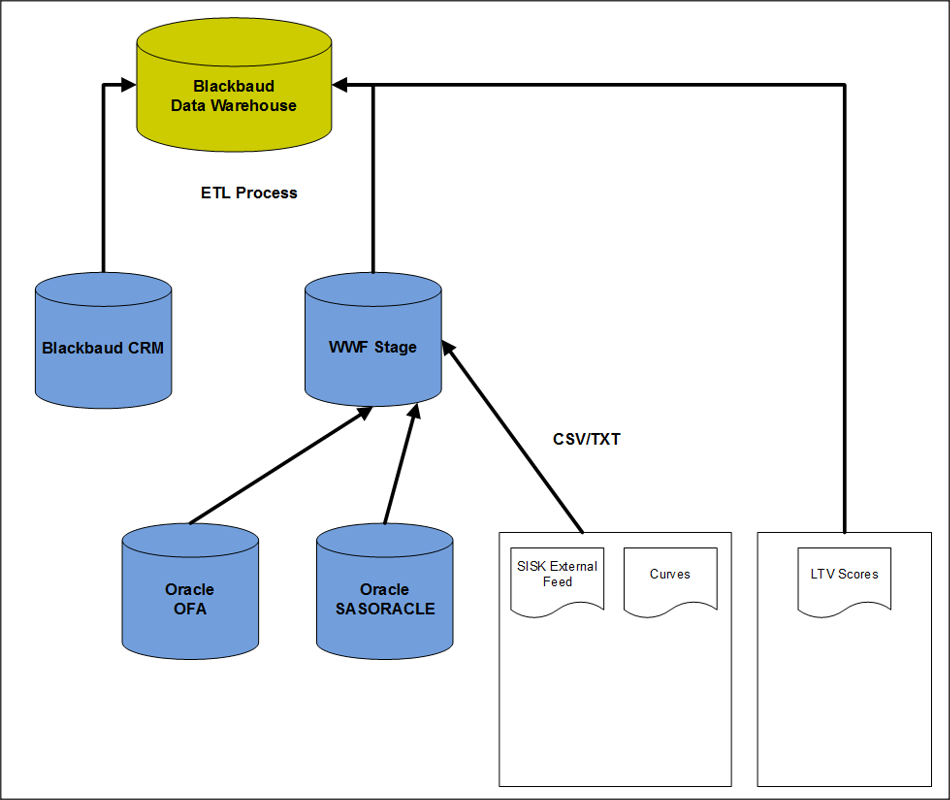 Blackbaud
Data Warehouse
ETL Process
Blackbaud CRM
WWF Stage
CSV/TXT
Oracle
OFA
Oracle
SASORACLE
SISK External
Feed
Curves
LTV Scores